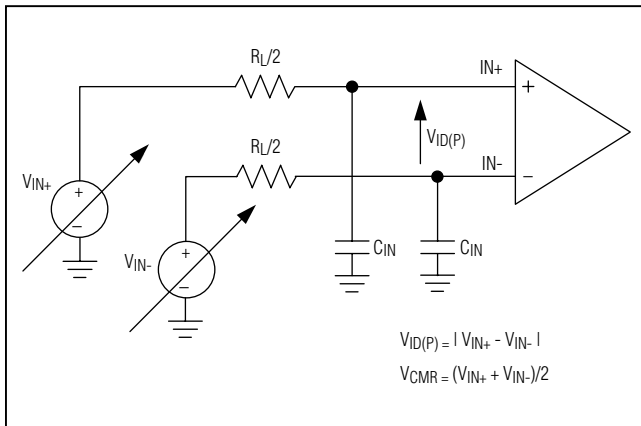 RL/2
IN+
+
RL/2
VID(P)
IN-
−
VIN+
+
−
VIN-
+
−
CIN
CIN
VID(P) = | VIN+ - VIN- |
VCMR = (VIN+ + VIN-)/2